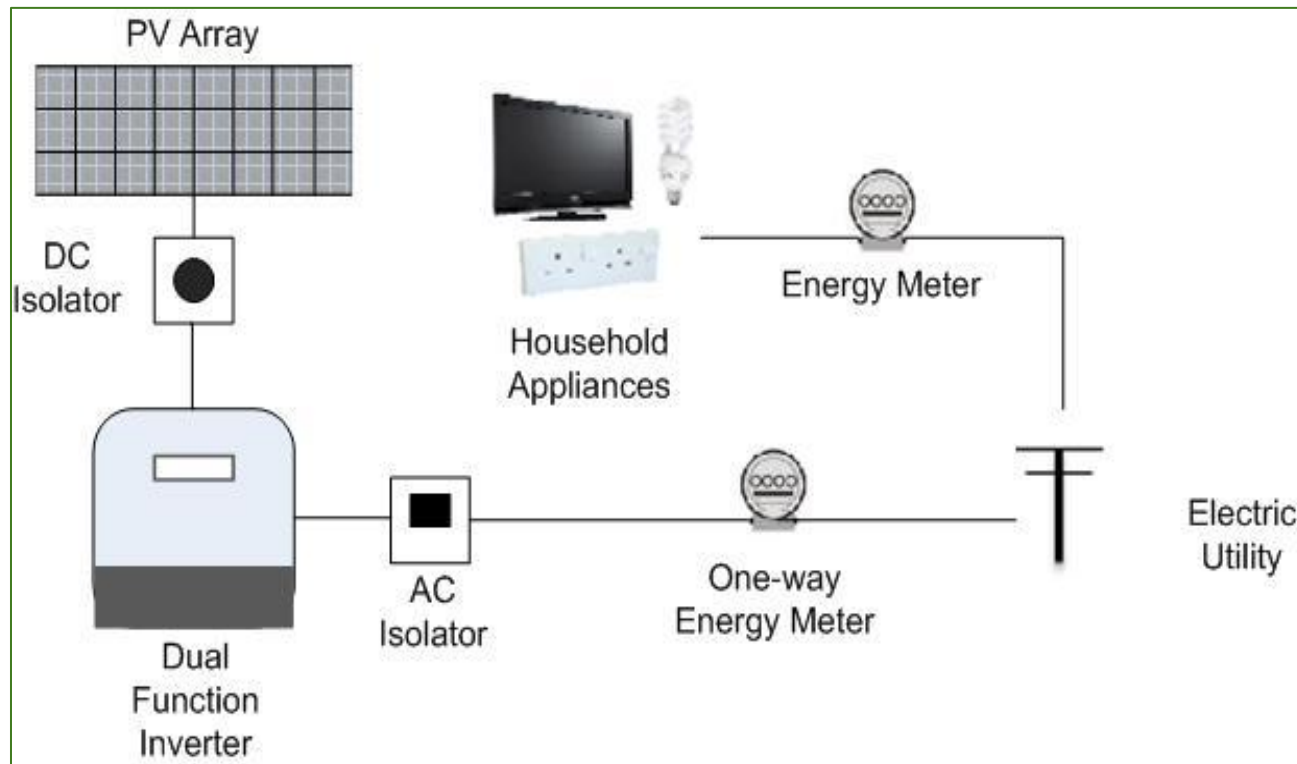 PV Array
DC
Isolator
Energy Meter
Household
Appliances
Electric
Utility
AC
Isolator
One-way
Energy Meter
Dual
Function
Inverter